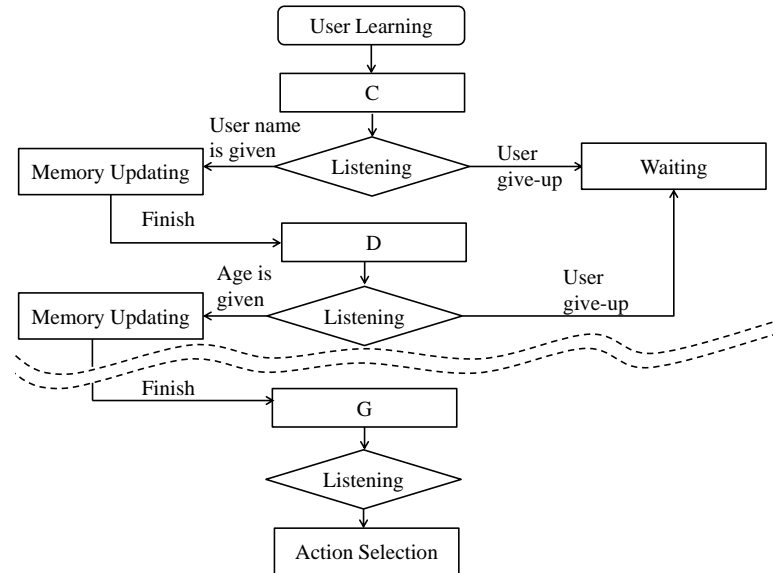 User Learning
C
User name
is given
Listening
User
give-up
Waiting
Memory Updating
Finish
D
Age is
given
Listening
User
give-up
Memory Updating
Finish
G
Listening
Action Selection